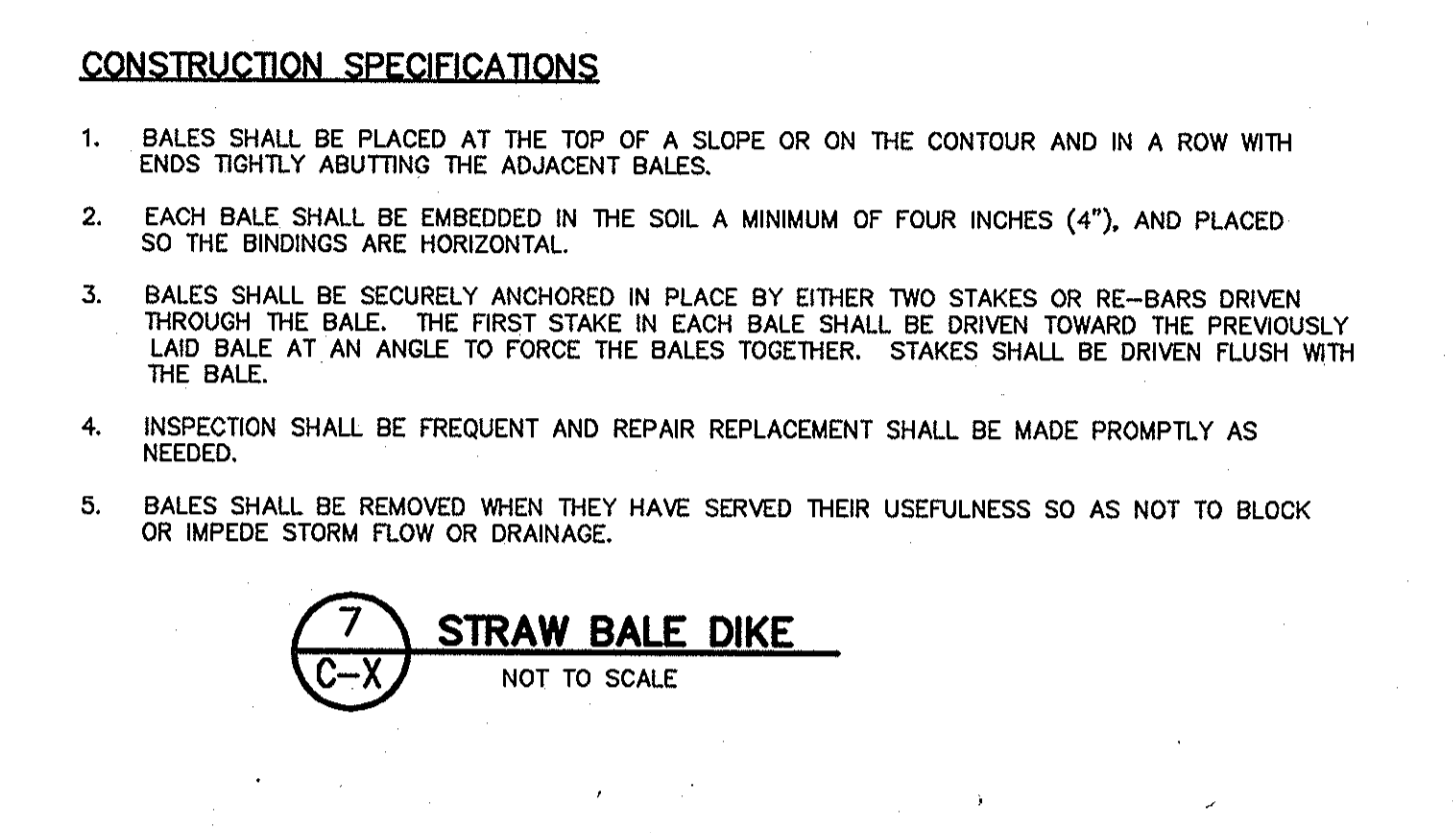 CONSTRUCTION SPECIFICATIONS
1. BALES SHALL BE PLACED AT THE TOP OF A SLOPE OR ON THE CONTOUR AND IN A ROW WITH
ENDS TIGHTLY ABUTTING THE ADJACENT BALES.
2. EACH BALE SHALL BE EMBEDDED IN THE SOIL A MINIMUM OF FOUR INCHES (4"), AND PLACED
SO THE BINDINGS ARE HORIZONTAL.
3. BALES SHALL BE SECURELY ANCHORED IN PLACE BY EITHER TWO STAKES OR RE-BARS DRIVEN
THROUGH THE BALE. THE FIRST STAKE IN EACH BALE SHALL BE DRIVEN TOWARD THE PREVIOUSLY
LAID BALE AT AN ANGLE TO FORCE THE BALES TOGETHER. STAKES SHALL BE DRIVEN FLUSH WITH
THE BALE.
4. INSPECTION SHALL BE FREQUENT AND REPAIR REPLACEMENT SHALL BE MADE PROMPTLY AS
NEEDED.
5. BALES SHALL BE REMOVED WHEN THEY HAVE SERVED THEIR USEFULNESS SO AS NOT TO BLOCK
OR IMPEDE STORM FLOW OR DRAINAGE.
7
C-X
STRAW BALE DIKE
NOT TO SCALE